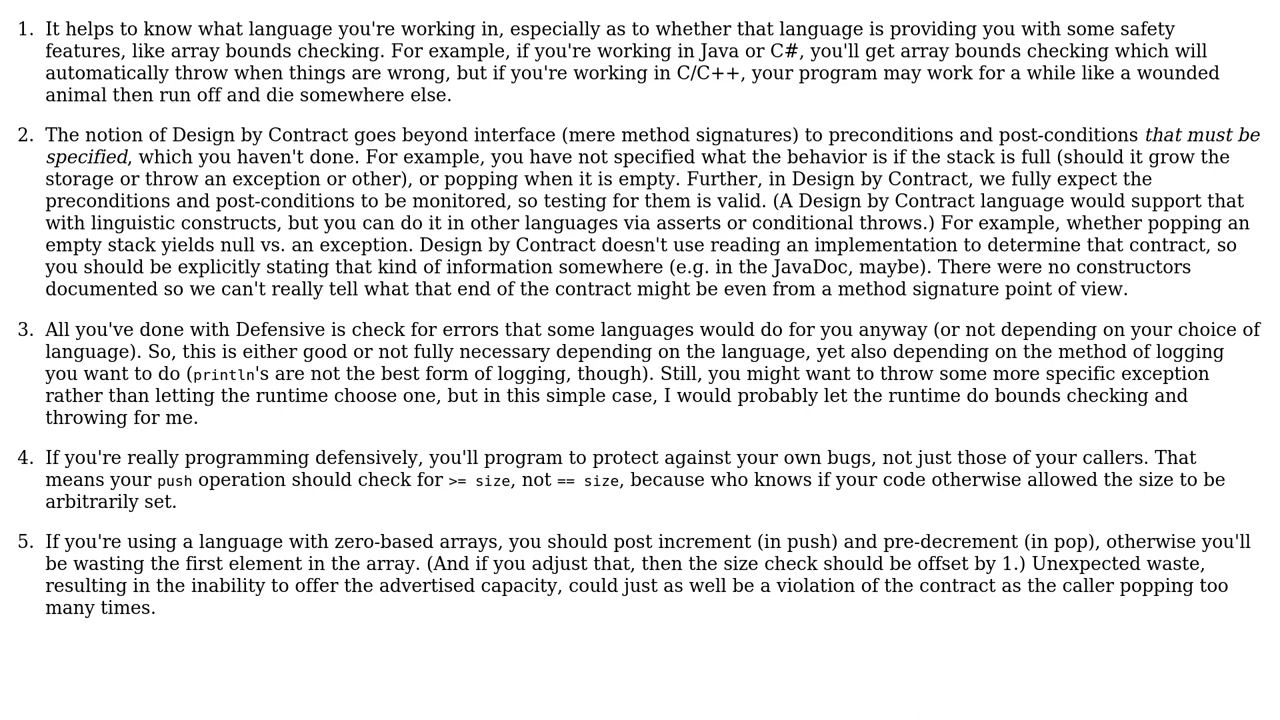 1. It helps to know what language you're working in, especially as to whether that language is providing you with some safety
features, like array bounds checking. For example, if you're working in Java or C#, you'll get array bounds checking which will
automatically throw when things are wrong, but if you're working in C/C++, your program may work for a while like a wounded
animal then run off and die somewhere else.
2. The notion of Design by Contract goes beyond interface (mere method signatures) to preconditions and post-conditions that must be
specified, which you haven't done. For example, you have not specified what the behavior is if the stack is full (should it grow the
storage or throw an exception or other), or popping when it is empty. Further, in Design by Contract, we fully expect the
preconditions and post-conditions to be monitored, so testing for them is valid. (A Design by Contract language would support that
with linguistic constructs, but you can do it in other languages via asserts or conditional throws.) For example, whether popping an
empty stack yields null vs. an exception. Design by Contract doesn't use reading an implementation to determine that contract, so
you should be explicitly stating that kind of information somewhere (e.g. in the JavaDoc, maybe). There were no constructors
documented so we can't really tell what that end of the contract might be even from a method signature point of view.
3. All you've done with Defensive is check for errors that some languages would do for you anyway (or not depending on your choice of
language). So, this is either good or not fully necessary depending on the language, yet also depending on the method of logging
you want to do (println's are not the best form of logging, though). Still, you might want to throw some more specific exception
rather than letting the runtime choose one, but in this simple case, I would probably let the runtime do bounds checking and
throwing for me.
4. If you're really programming defensively, you'll program to protect against your own bugs, not just those of your callers. That
means your push operation should check for >= size, not == size, because who knows if your code otherwise allowed the size to be
arbitrarily set.
5. If you're using a language with zero-based arrays, you should post increment (in push) and pre-decrement (in pop), otherwise you'll
be wasting the first element in the array. (And if you adjust that, then the size check should be offset by 1.) Unexpected waste,
resulting in the inability to offer the advertised capacity, could just as well be a violation of the contract as the caller popping too
many times.